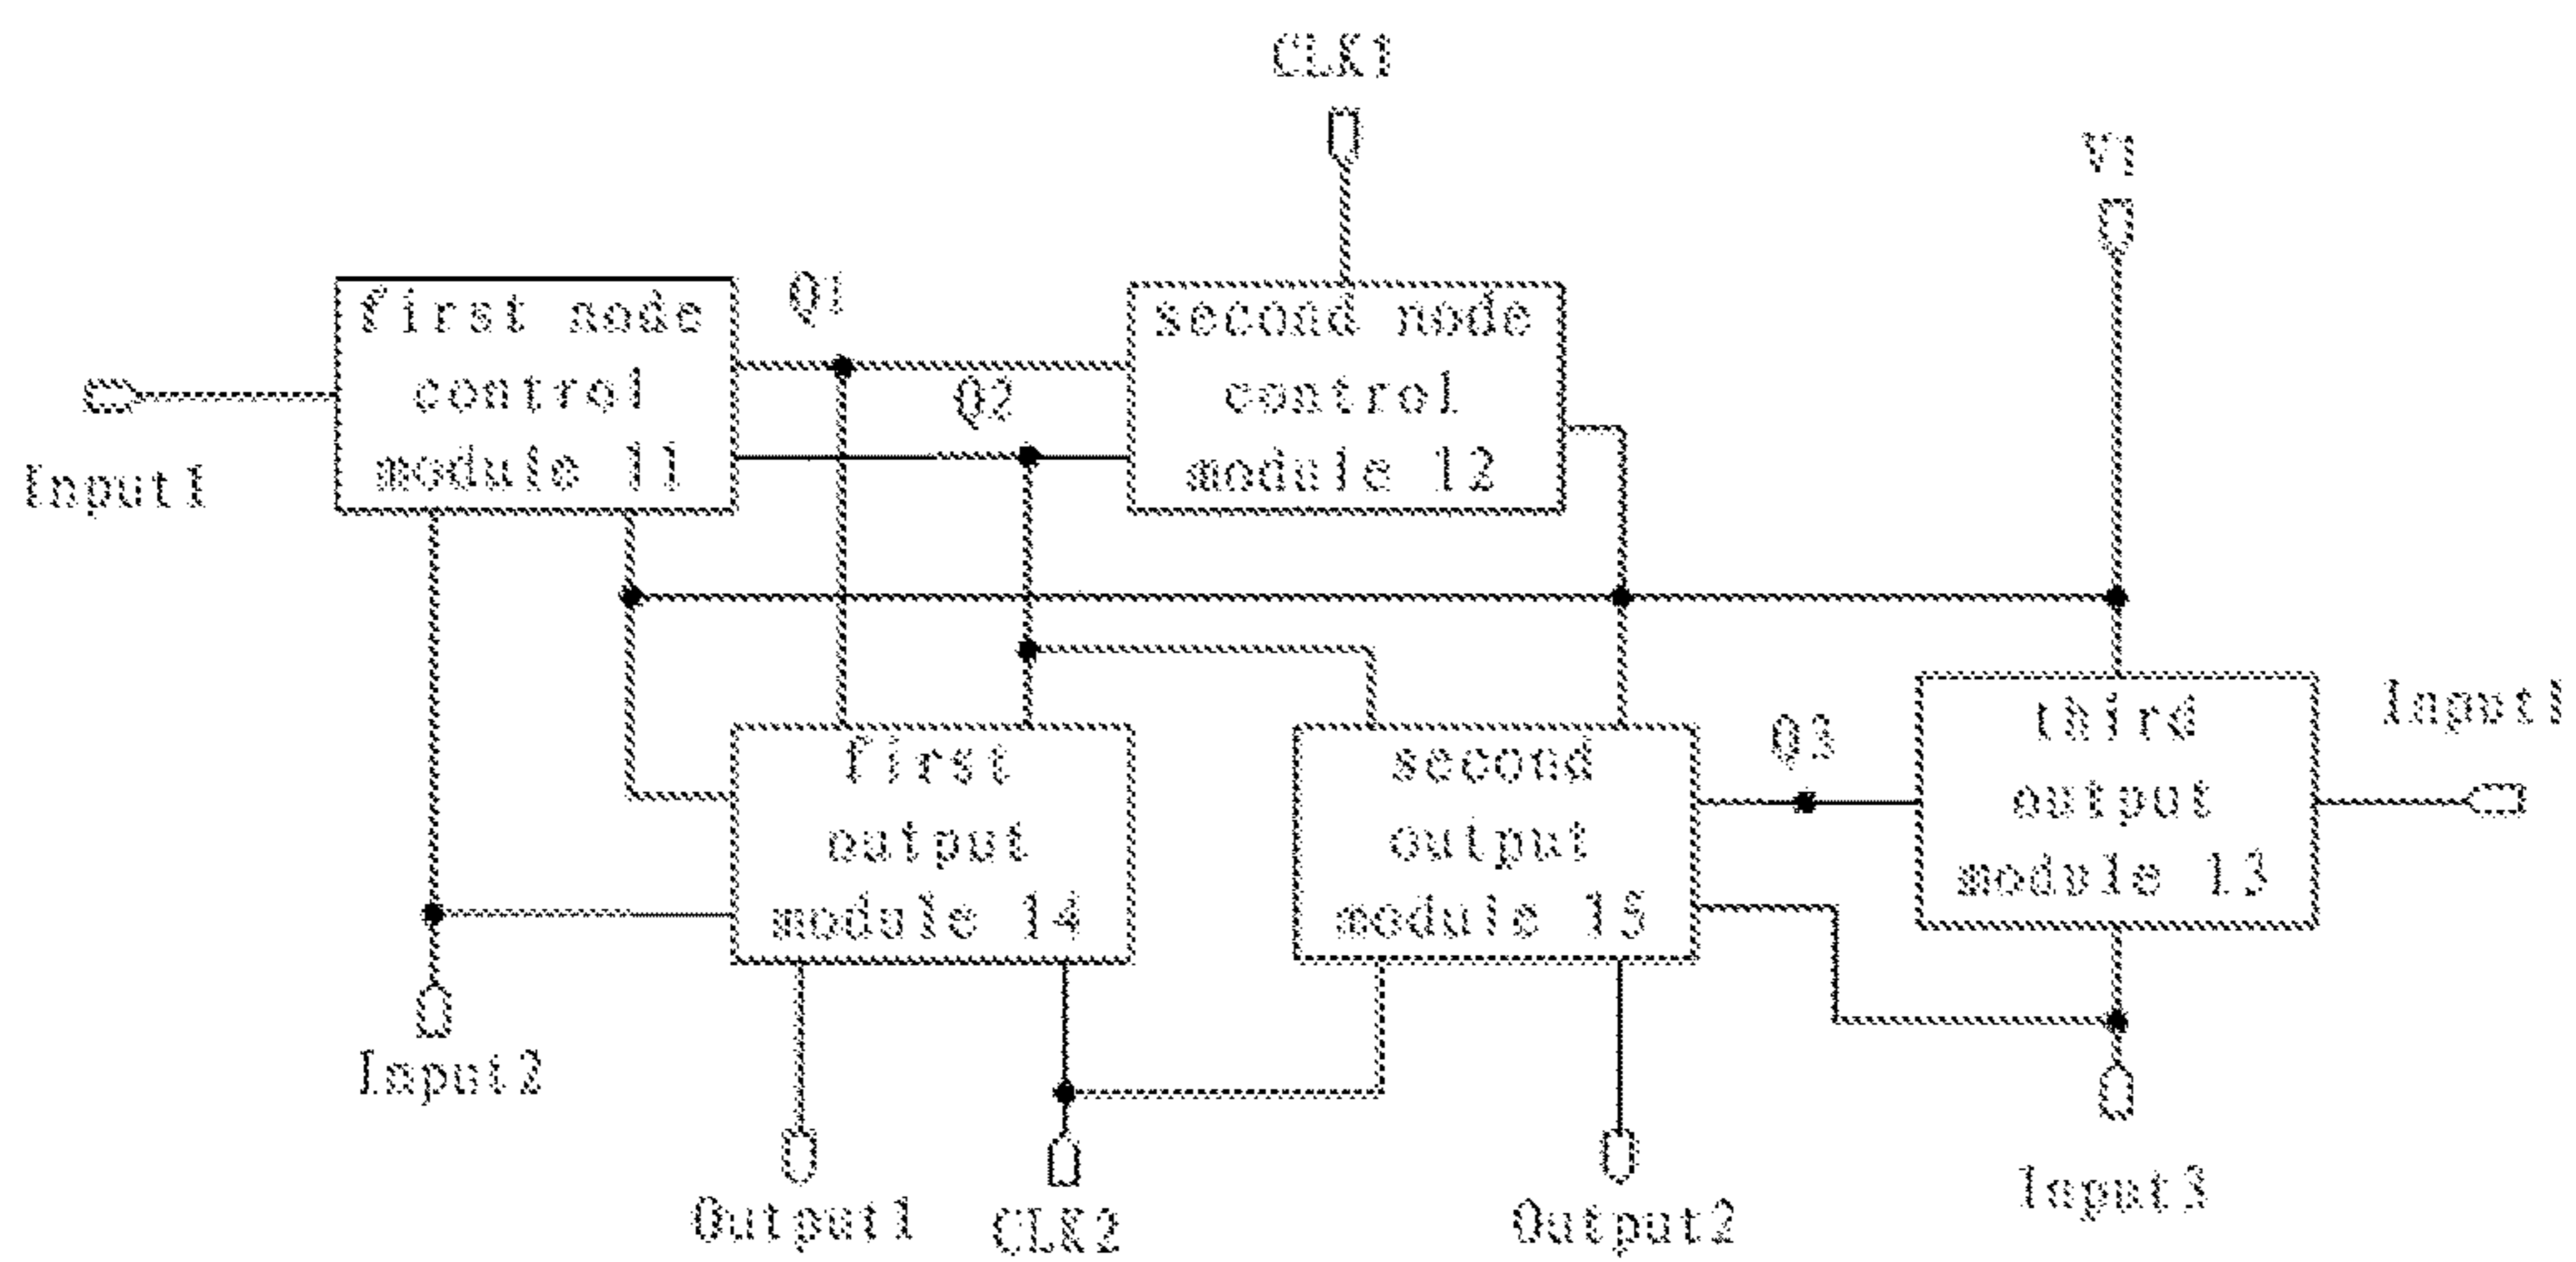 CLK1
V1
first node
control
module 11
Q1
second node
control
module 12
Q2
Input1
third
output
module 13
Input1
first
output
module 14
second
output
module 15
Q3
Input2
Output1
CLK2
Output2
Input3